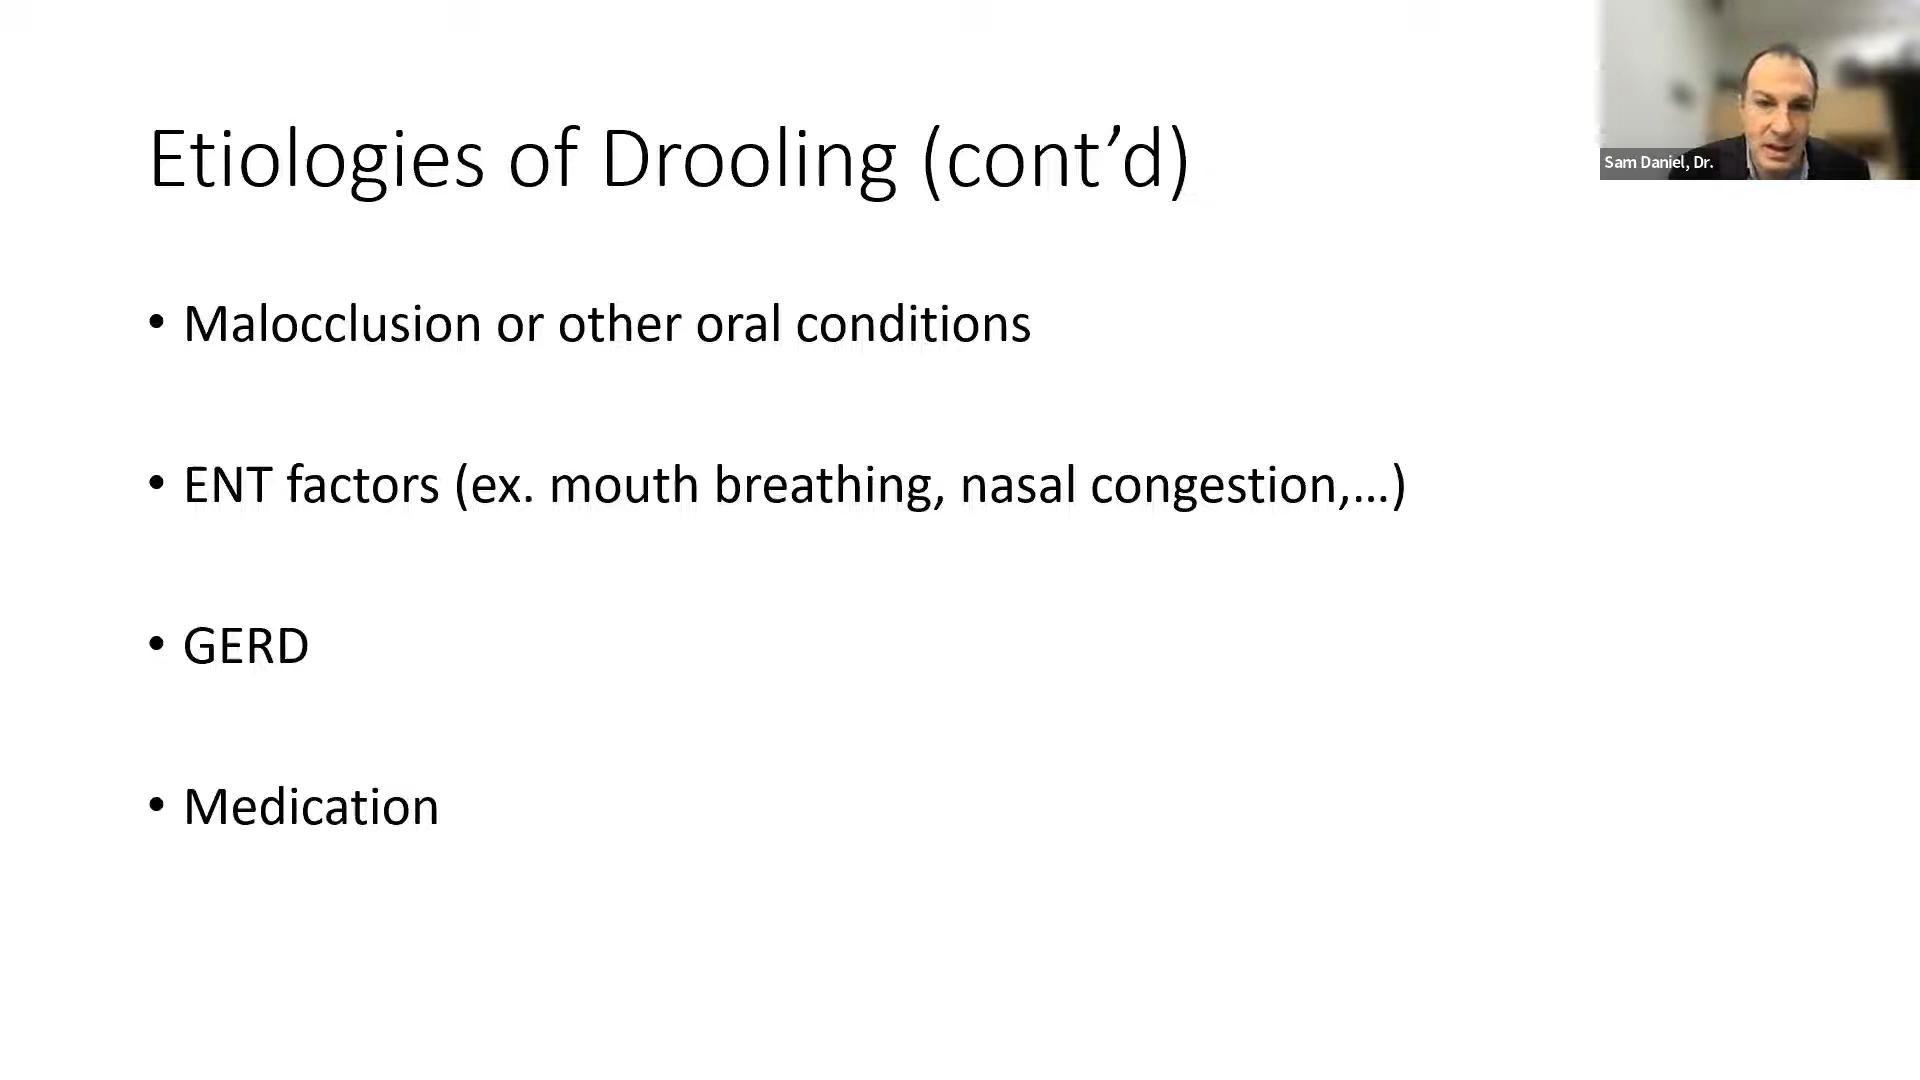 Etiologies of Drooling (cont’d)
Sam Daniel, Dr.
• Malocclusion or other oral conditions
• ENT factors (ex. mouth breathing, nasal congestion,…)
• GERD
• Medication